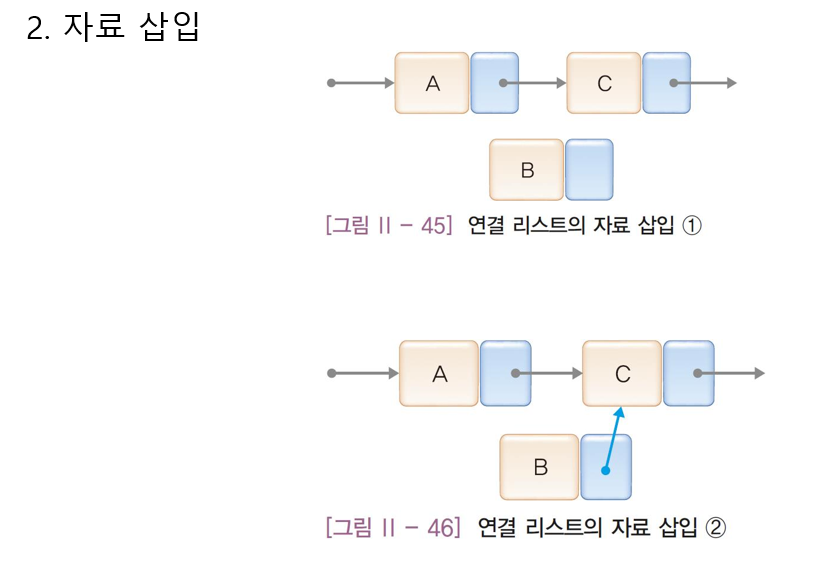 2. 자료 삽입
A
C
B
[그림 II - 45] 연결 리스트의 자료 삽입 ①
A
C
B
[그림 II - 46] 연결 리스트의 자료 삽입 ②